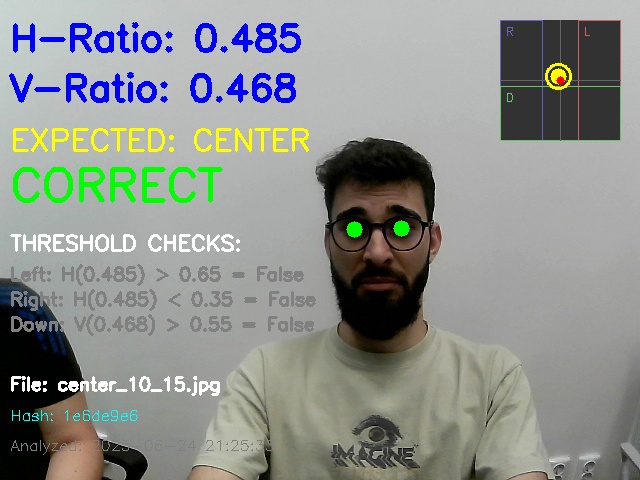 H-Ratio: 0.485
V-Ratio: 0.468
EXPECTED: CENTER
CORRECT
THRESHOLD CHECKS:
Left: H(0.485) > 0.65 = False
Right: H(0.485) < 0.35 = False
Down: V(0.468) > 0.55 = False
File: center_10_15.jpg
Hash: 1e6de9e6
Analyzed:
R
L
D
IMAGINE